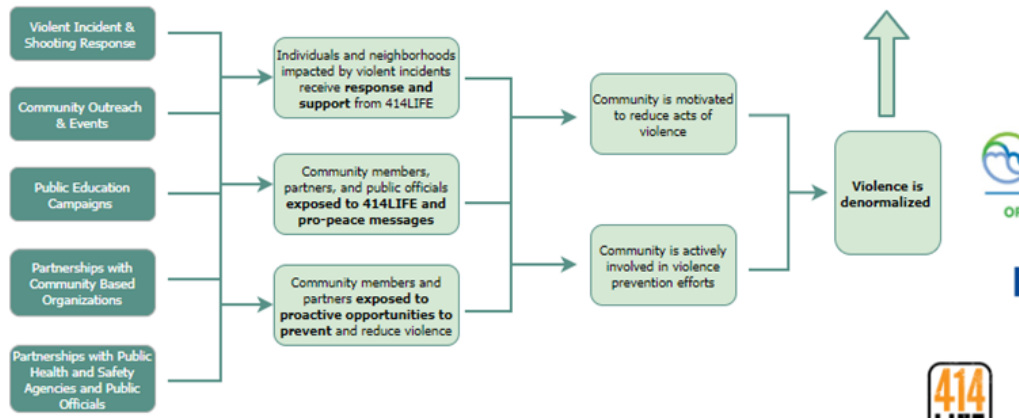 Violent Incident &
Shooting Response
Community Outreach
& Events
Public Education
Campaigns
Partnerships with
Community Based
Organizations
Partnerships with Public
Health and Safety
Agencies and Public
Officials
Individuals and neighborhoods
impacted by violent incidents
receive response and
support from 414LIFE
Community members,
partners, and public officials
exposed to 414LIFE and
pro-peace messages
Community members and
partners exposed to
proactive opportunities to
prevent and reduce violence
Community is motivated
to reduce acts of
violence
Community is actively
involved in violence
prevention efforts
Violence is
denormalized
414